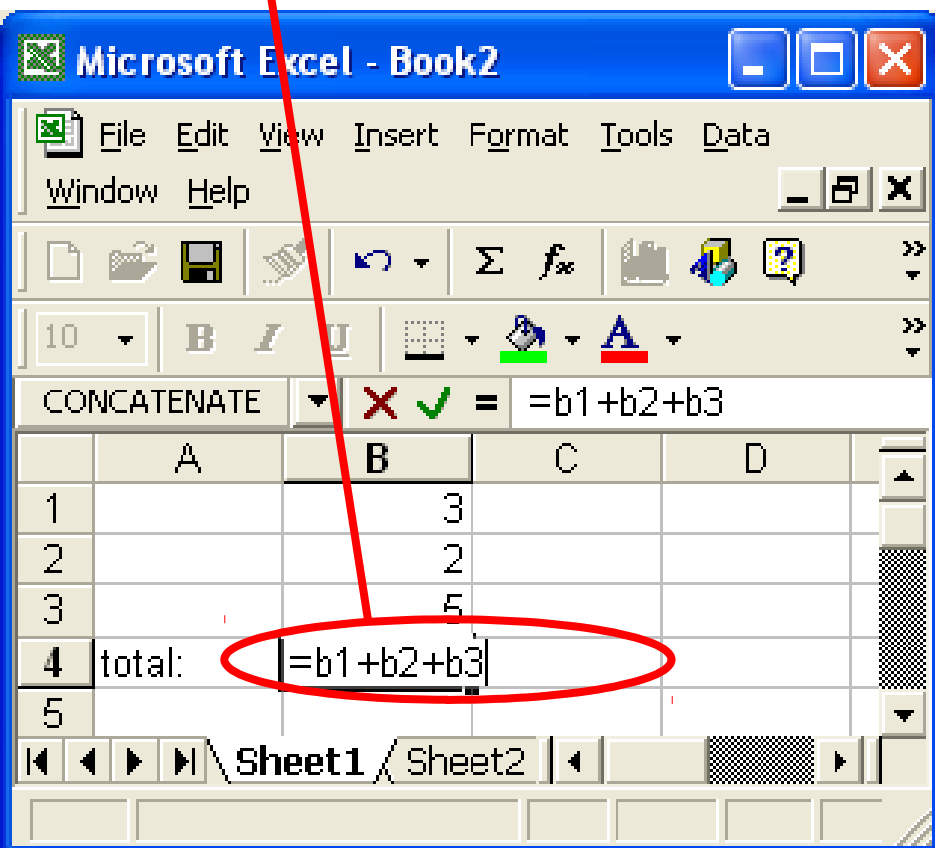 Microsoft Excel - Book2
File Edit View Insert Format Tools Data
Window Help
10 B I U A
CONCATENATE = =b1+b2+b3
A B C D
1 3
2 2
3 5
4 total: =b1+b2+b3
5
Sheet1 Sheet2